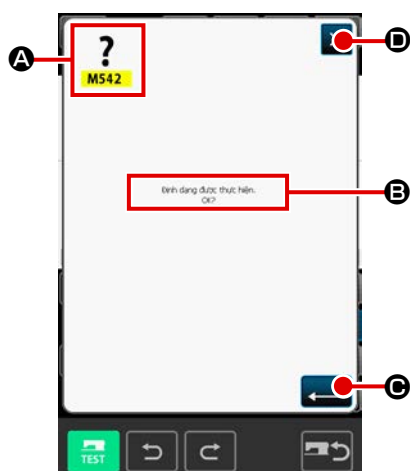 A
?
M542
D
Định dạng được thực hiện.
OK?
B
C
TEST